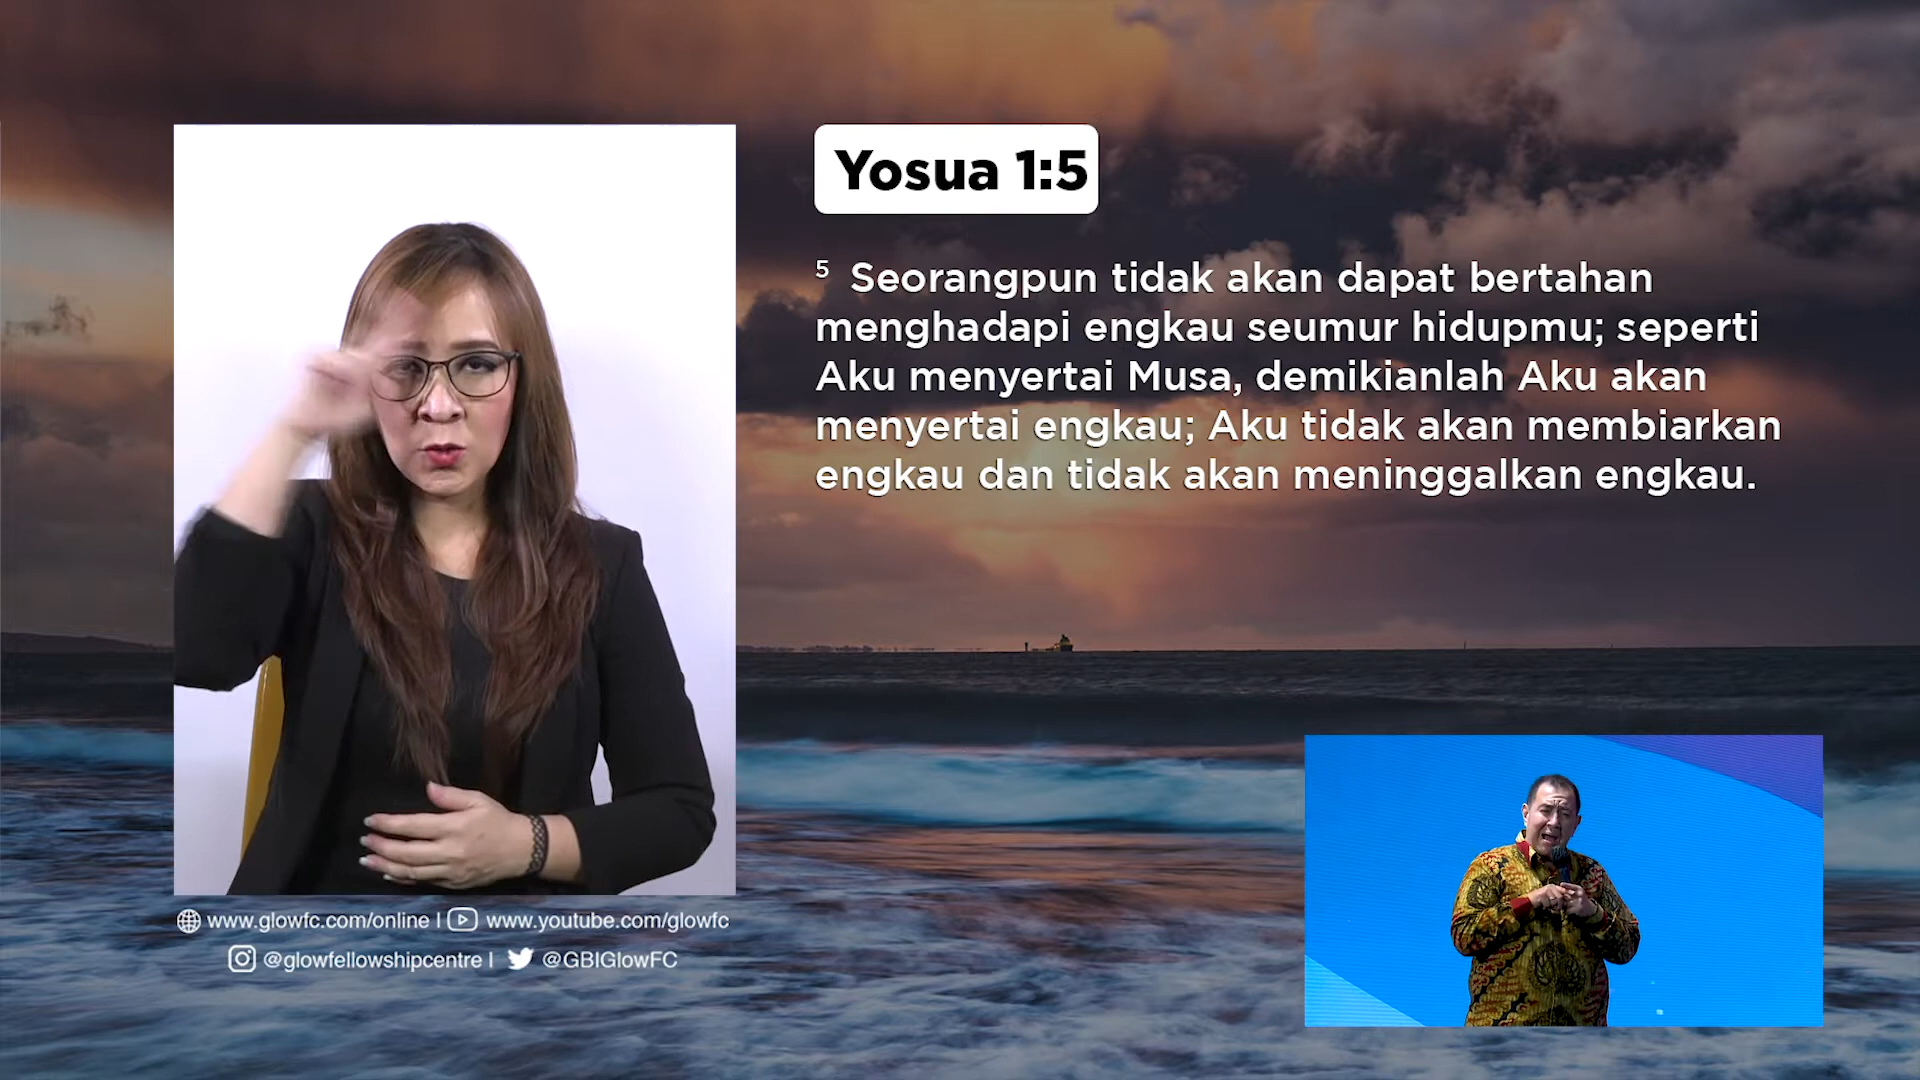 Yosua 1:5
5 Seorangpun tidak akan dapat bertahan
menghadapi engkau seumur hidupmu; seperti
Aku menyertai Musa, demikianlah Aku akan
menyertai engkau; Aku tidak akan membiarkan
engkau dan tidak akan meninggalkan engkau.
www.glowfc.com/online | www.youtube.com/glowfc
@glowfellowshipcentre | @GBIGlowFC